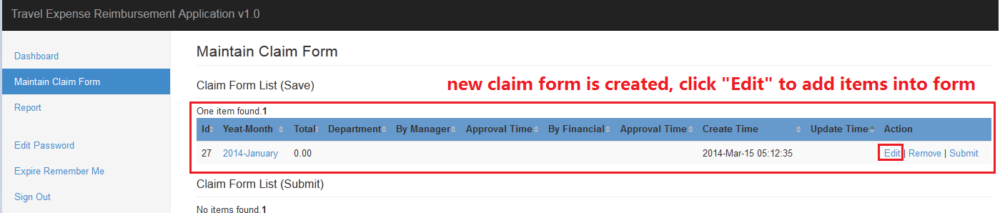 Travel Expense Reimbursement Application v1.0
Dashboard
Maintain Claim Form
Report
Edit Password
Expire Remember Me
Sign Out
Maintain Claim Form
Claim Form List (Save)
new claim form is created, click "Edit" to add items into form
One item found.1
Id Yeat-Month Total Department By Manager Approval Time By Financial Approval Time Create Time Update Time Action
27 2014-January 0.00 2014-Mar-15 05:12:35 Edit | Remove | Submit
Claim Form List (Submit)
No items found.1